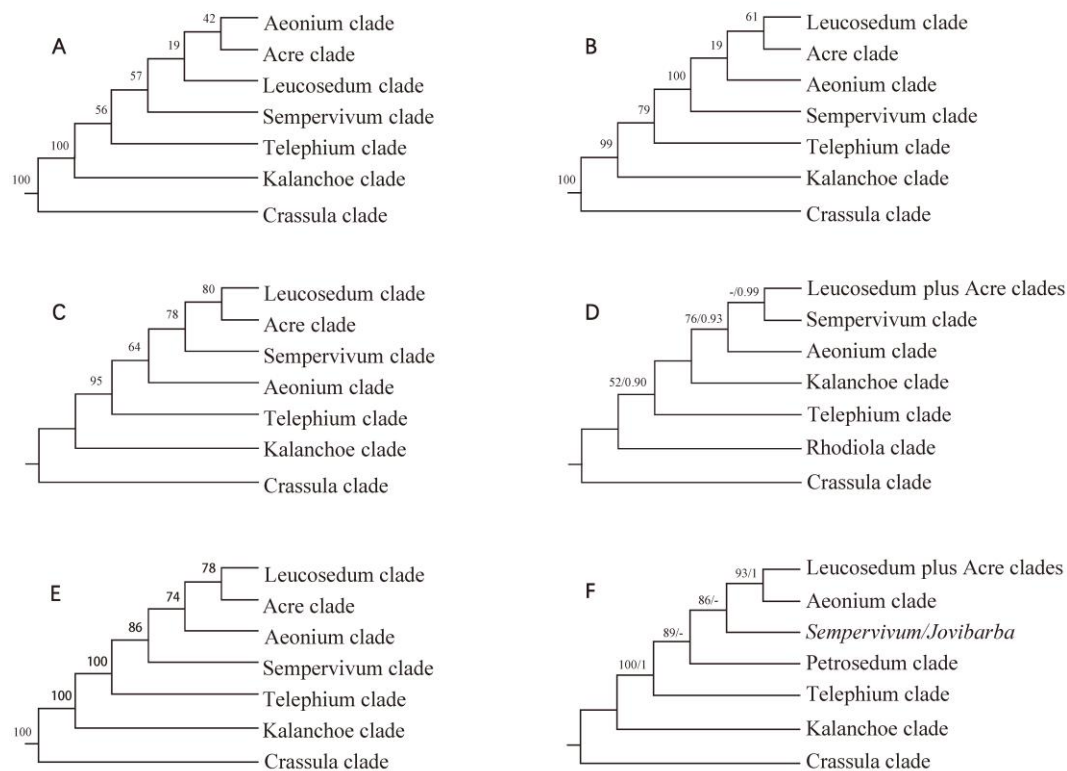 A
42
Aeonium clade
19
Acre clade
57
Leucosedum clade
56
Sempervivum clade
100
Telephium clade
100
Kalanchoe clade
Crassula clade
B
61
Leucosedum clade
19
Acre clade
100
Aeonium clade
79
Sempervivum clade
99
Telephium clade
100
Kalanchoe clade
Crassula clade
C
80
Leucosedum clade
78
Acre clade
64
Sempervivum clade
95
Aeonium clade
Telephium clade
Kalanchoe clade
Crassula clade
D
-/0.99
Leucosedum plus Acre clades
76/0.93
Sempervivum clade
Aeonium clade
52/0.90
Kalanchoe clade
Telephium clade
Rhodiola clade
Crassula clade
E
78
Leucosedum clade
74
Acre clade
86
Aeonium clade
100
Sempervivum clade
100
Telephium clade
100
Kalanchoe clade
Crassula clade
F
93/1
Leucosedum plus Acre clades
86/-
Aeonium clade
89/-
Sempervivum/Jovibarba
100/1
Petrosedum clade
Telephium clade
Kalanchoe clade
Crassula clade